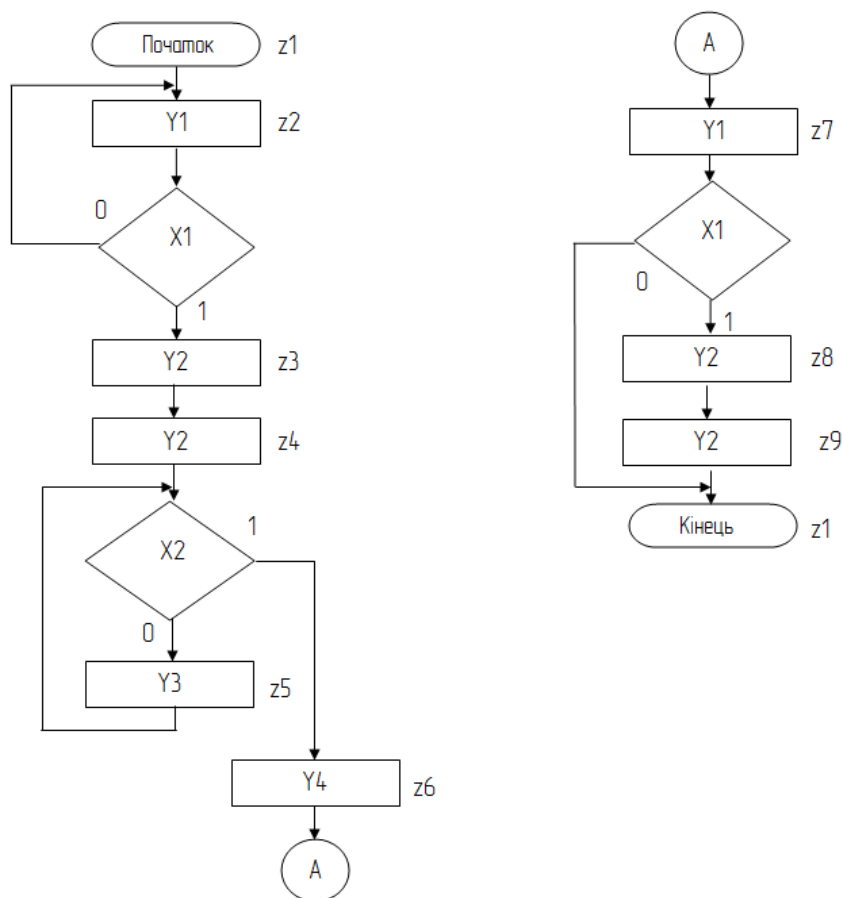 Початок z1
Y1 z2
0
X1
1
Y2 z3
Y2 z4
1
X2
0
Y3 z5
Y4 z6
A
A
Y1 z7
X1
0
1
Y2 z8
Y2 z9
Кінець z1